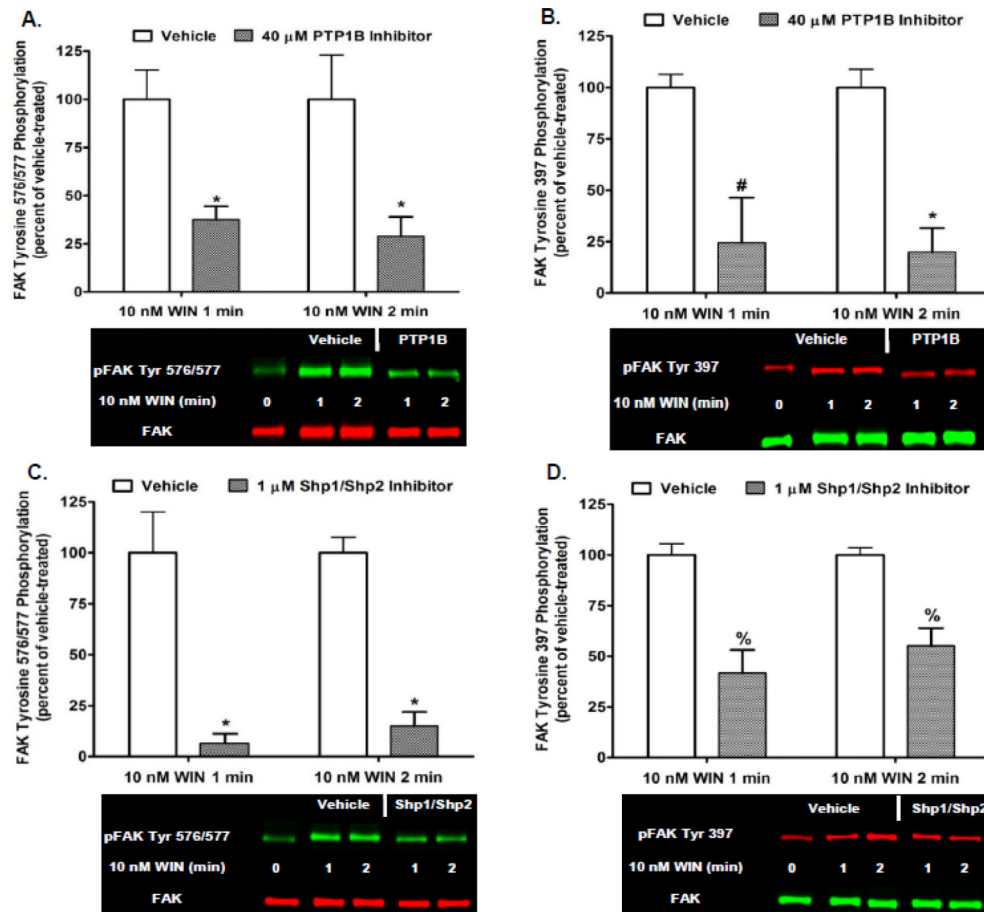 A.
Vehicle 40 μM PTP1B Inhibitor
FAK Tyrosine 576/577 Phosphorylation
(percent of vehicle-treated)
125
100
75
50
25
0
* *
10 nM WIN 1 min 10 nM WIN 2 min
Vehicle PTP1B
pFAK Tyr 576/577
10 nM WIN (min) 0 1 2 1 2
FAK
B.
Vehicle 40 μM PTP1B Inhibitor
FAK Tyrosine 397 Phosphorylation
(percent of vehicle-treated)
125
100
75
50
25
0
# *
10 nM WIN 1 min 10 nM WIN 2 min
Vehicle PTP1B
pFAK Tyr 397
10 nM WIN (min) 0 1 2 1 2
FAK
C.
Vehicle 1 μM Shp1/Shp2 Inhibitor
FAK Tyrosine 576/577 Phosphorylation
(percent of vehicle-treated)
125
100
75
50
25
0
* *
10 nM WIN 1 min 10 nM WIN 2 min
Vehicle Shp1/Shp2
pFAK Tyr 576/577
10 nM WIN (min) 0 1 2 1 2
FAK
D.
Vehicle 1 μM Shp1/Shp2 Inhibitor
FAK Tyrosine 397 Phosphorylation
(percent of vehicle-treated)
125
100
75
50
25
0
% %
10 nM WIN 1 min 10 nM WIN 2 min
Vehicle Shp1/Shp2
pFAK Tyr 397
10 nM WIN (min) 0 1 2 1 2
FAK